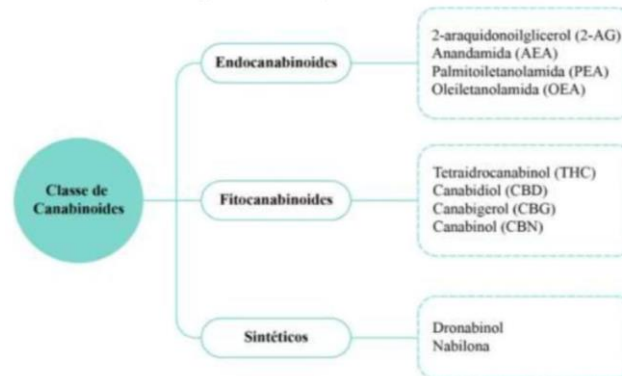 Classe de
Canabinoides
Endocanabinoides
2-araquidonoilglicerol (2-AG)
Anandamida (AEA)
Palmitoiletanolamida (PEA)
Oleiletanolamida (OEA)
Fitocanabinoides
Tetraidrocanabinol (THC)
Canabidiol (CBD)
Canabigerol (CBG)
Canabinol (CBN)
Sintéticos
Dronabinol
Nabilona